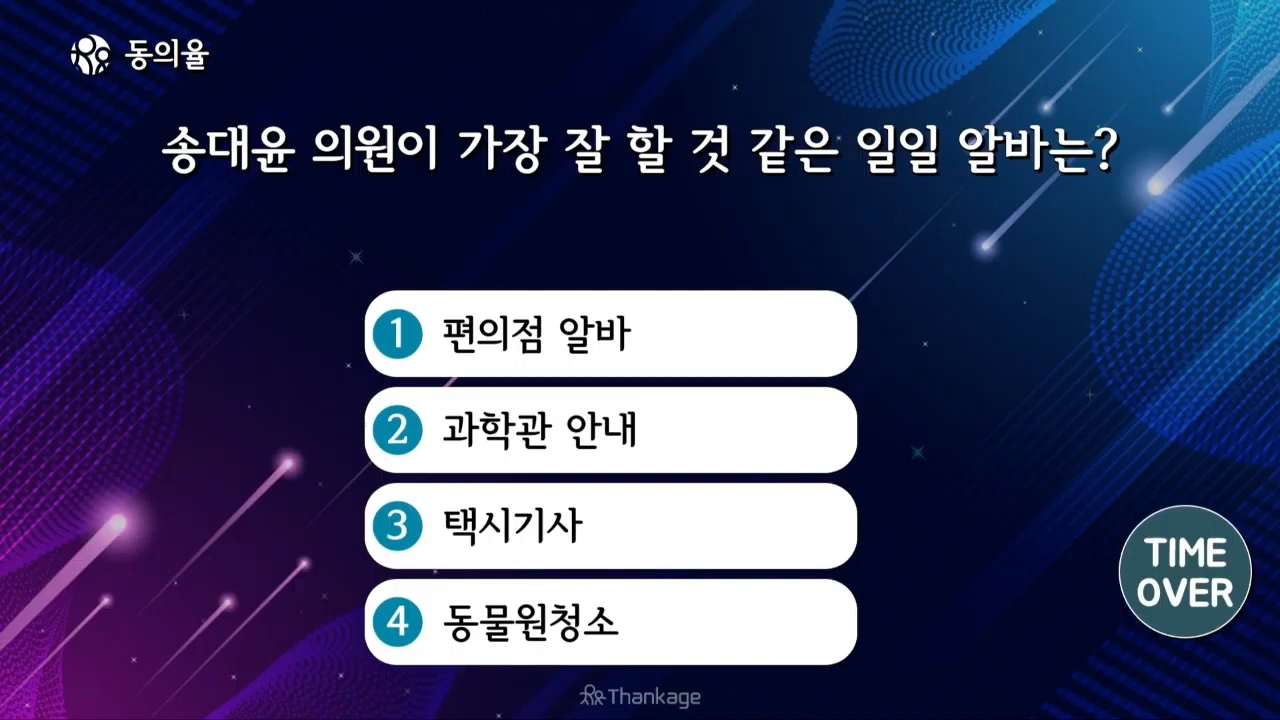 동의율
송대윤 의원이 가장 잘 할 것 같은 일일 알바는?
1 편의점 알바
2 과학관 안내
3 택시기사
4 동물원청소
TIME
OVER
Thankage